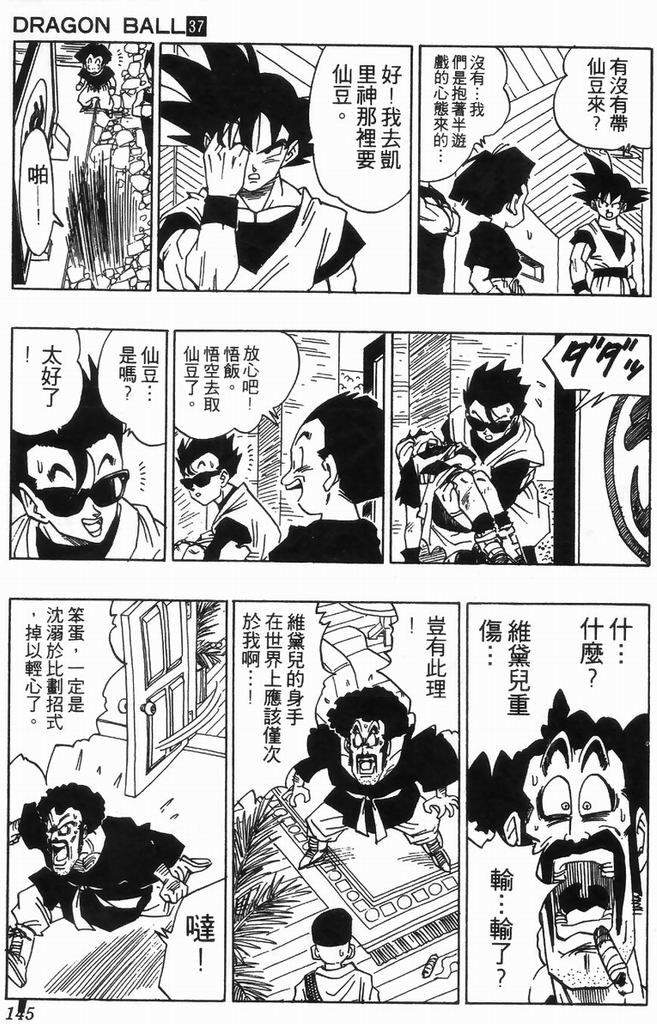 DRAGON BALL 37
有沒有帶
仙豆來？
沒有…我
們是抱著半遊
戲的心態來的…
好！我去凱
里神那裡要
仙豆。
啪…！
ダダダッ
放心吧！
悟飯。
悟空去取
仙豆了。
仙豆…
是嗎？
太好了
！
什…
什麼？
維黛兒重
傷…
輸…輸了？
豈有此理
！
維黛兒的身手
在世界上應該僅次
於我啊…！
笨蛋，一定是
沈溺於比劃招式
，掉以輕心了。
噠！
145